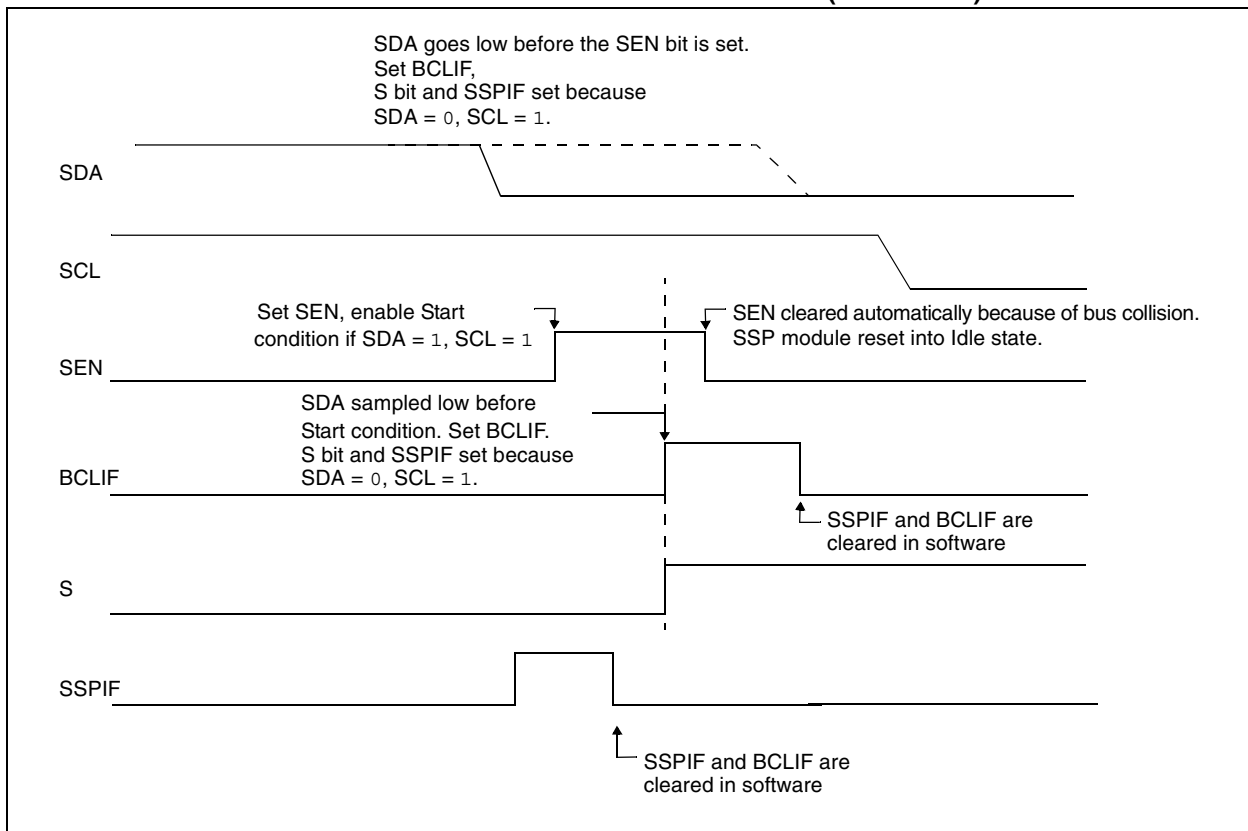 SDA goes low before the SEN bit is set.
Set BCLIF,
S bit and SSPIF set because
SDA = 0, SCL = 1.
SDA
SCL
Set SEN, enable Start
condition if SDA = 1, SCL = 1
SEN cleared automatically because of bus collision.
SSP module reset into Idle state.
SEN
SDA sampled low before
Start condition. Set BCLIF.
S bit and SSPIF set because
SDA = 0, SCL = 1.
BCLIF
SSPIF and BCLIF are
cleared in software
S
SSPIF
SSPIF and BCLIF are
cleared in software